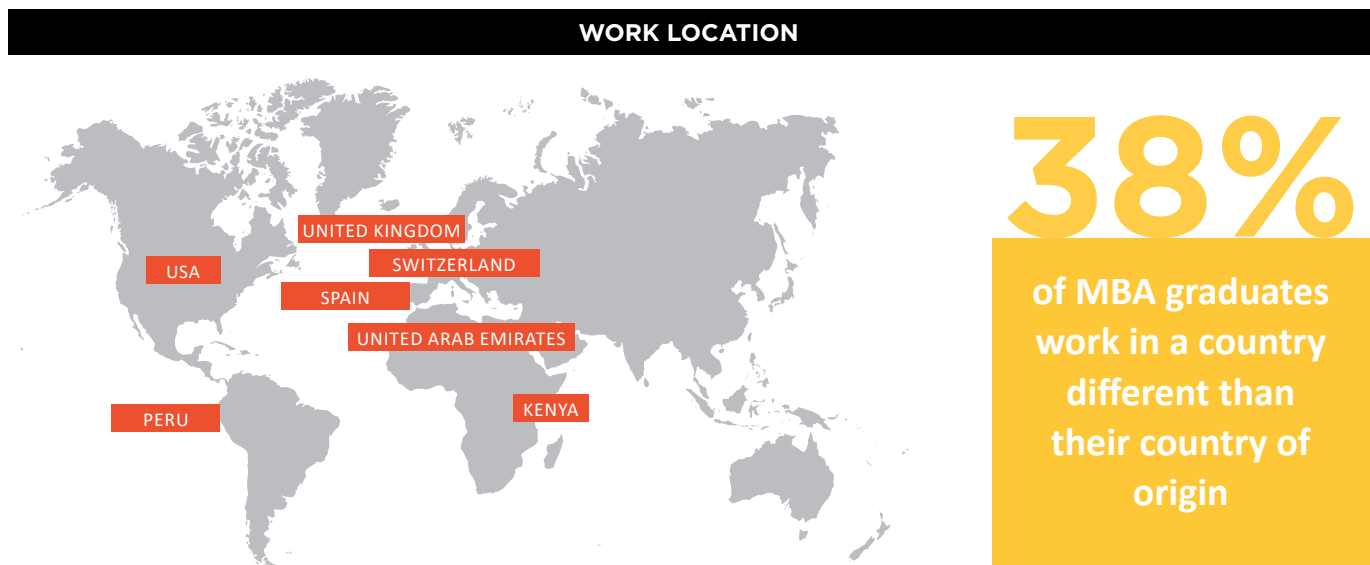 WORK LOCATION
UNITED KINGDOM
SWITZERLAND
USA
SPAIN
UNITED ARAB EMIRATES
KENYA
PERU
38%
of MBA graduates
work in a country
different than
their country of
origin